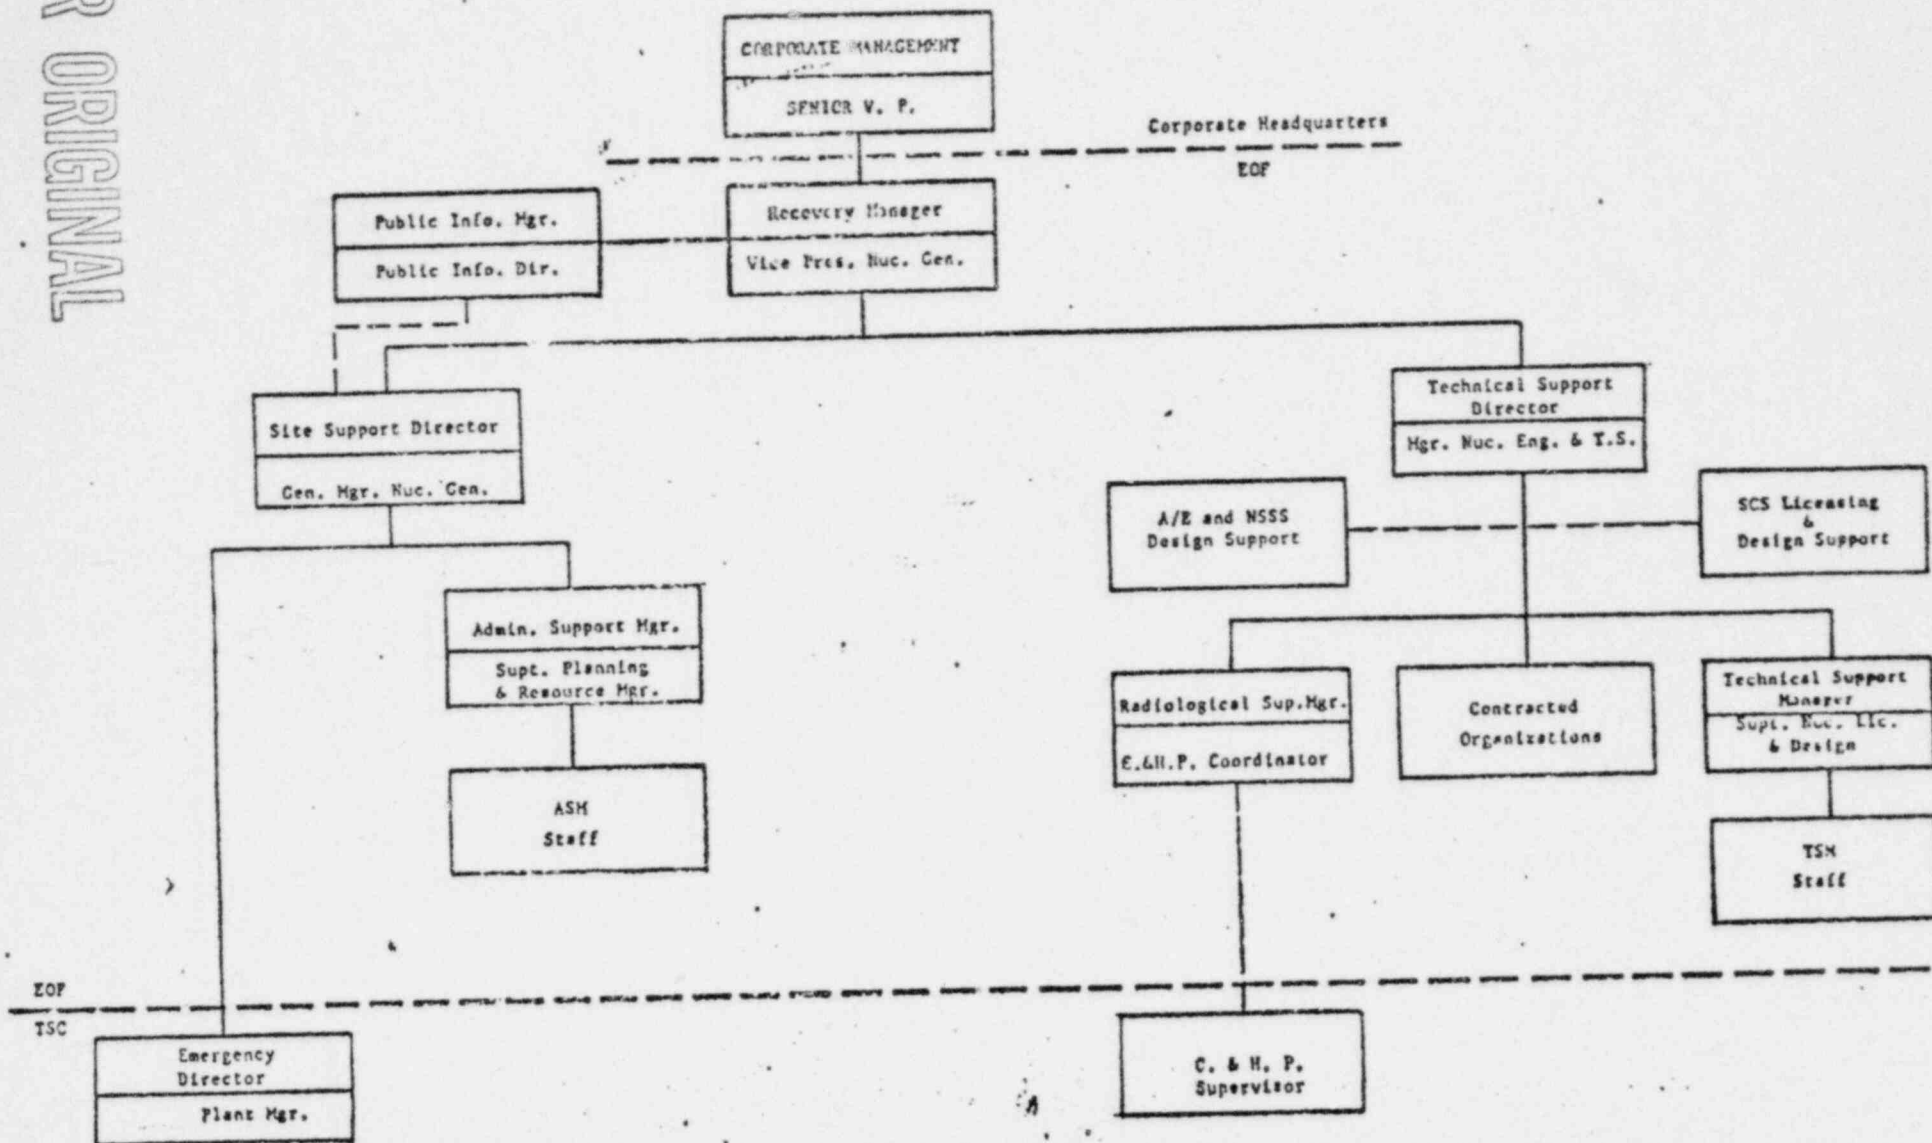 R ORIGINAL
CORPORATE MANAGEMENT
SENIOR V. P.
Corporate Headquarters
EOF
Public Info. Mgr.
Public Info. Dir.
Recovery Manager
Vice Pres. Nuc. Gen.
Site Support Director
Gen. Mgr. Nuc. Gen.
Technical Support
Director
Mgr. Nuc. Eng. & T.S.
A/E and NSSS
Design Support
SCS Licensing
&
Design Support
Admin. Support Mgr.
Supt. Planning
& Resource Mgr.
Radiological Sup.Mgr.
C.&H.P. Coordinator
Contracted
Organizations
Technical Support
Manager
Supt. Nuc. Lic.
& Design
ASM
Staff
TSM
Staff
EOF
TSC
Emergency
Director
Plant Mgr.
C. & H. P.
Supervisor